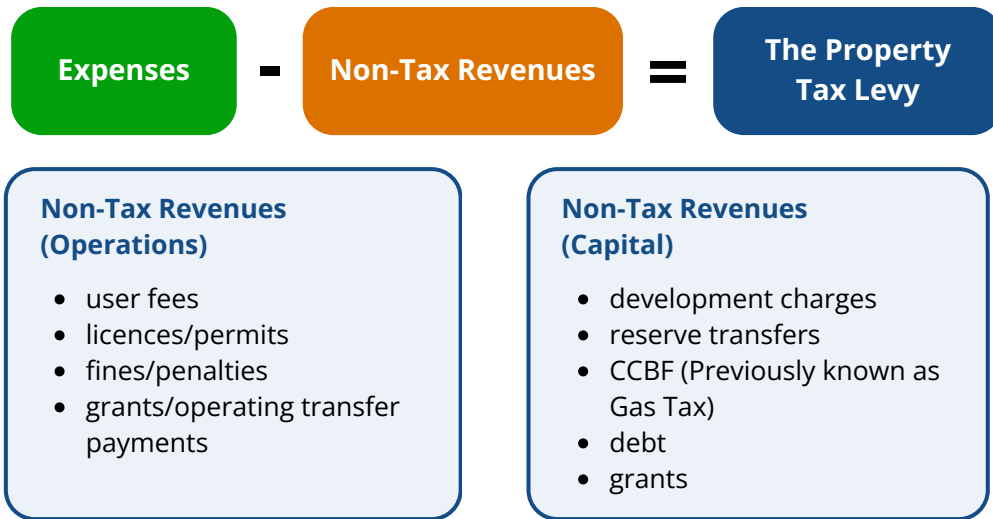 Expenses - Non-Tax Revenues = The Property
Tax Levy
Non-Tax Revenues
(Operations)
• user fees
• licences/permits
• fines/penalties
• grants/operating transfer
payments
Non-Tax Revenues
(Capital)
• development charges
• reserve transfers
• CCBF (Previously known as
Gas Tax)
• debt
• grants